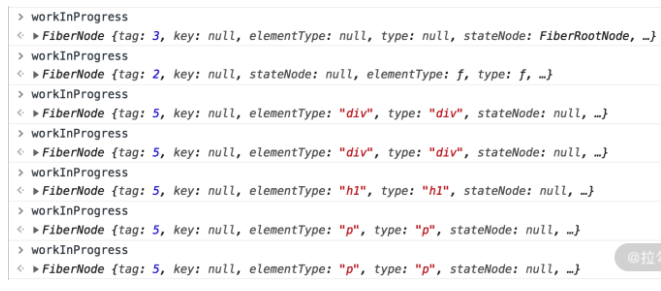 > workInProgress
<· ▶FiberNode {tag: 3, key: null, elementType: null, type: null, stateNode: FiberRootNode, …}
> workInProgress
<· ▶FiberNode {tag: 2, key: null, stateNode: null, elementType: ƒ, type: ƒ, …}
> workInProgress
<· ▶FiberNode {tag: 5, key: null, elementType: "div", type: "div", stateNode: null, …}
> workInProgress
<· ▶FiberNode {tag: 5, key: null, elementType: "div", type: "div", stateNode: null, …}
> workInProgress
<· ▶FiberNode {tag: 5, key: null, elementType: "h1", type: "h1", stateNode: null, …}
> workInProgress
<· ▶FiberNode {tag: 5, key: null, elementType: "p", type: "p", stateNode: null, …}
> workInProgress
<· ▶FiberNode {tag: 5, key: null, elementType: "p", type: "p", stateNode: null, …}
@拉